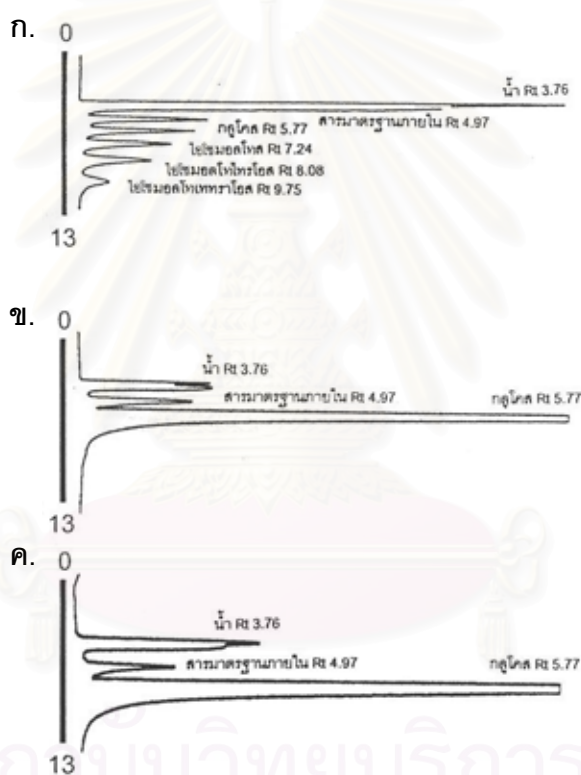 ก. 0
น้ำ Rt 3.76
สารมาตรฐานภายใน Rt 4.97
กลูโคส Rt 5.77
ไอโซมอลโทส Rt 7.24
ไอโซมอลโทไทรโอส Rt 8.08
ไอโซมอลโทเททราโอส Rt 9.75
13
ข. 0
น้ำ Rt 3.76
สารมาตรฐานภายใน Rt 4.97
กลูโคส Rt 5.77
13
ค. 0
น้ำ Rt 3.76
สารมาตรฐานภายใน Rt 4.97
กลูโคส Rt 5.77
13
วิทยบริการ